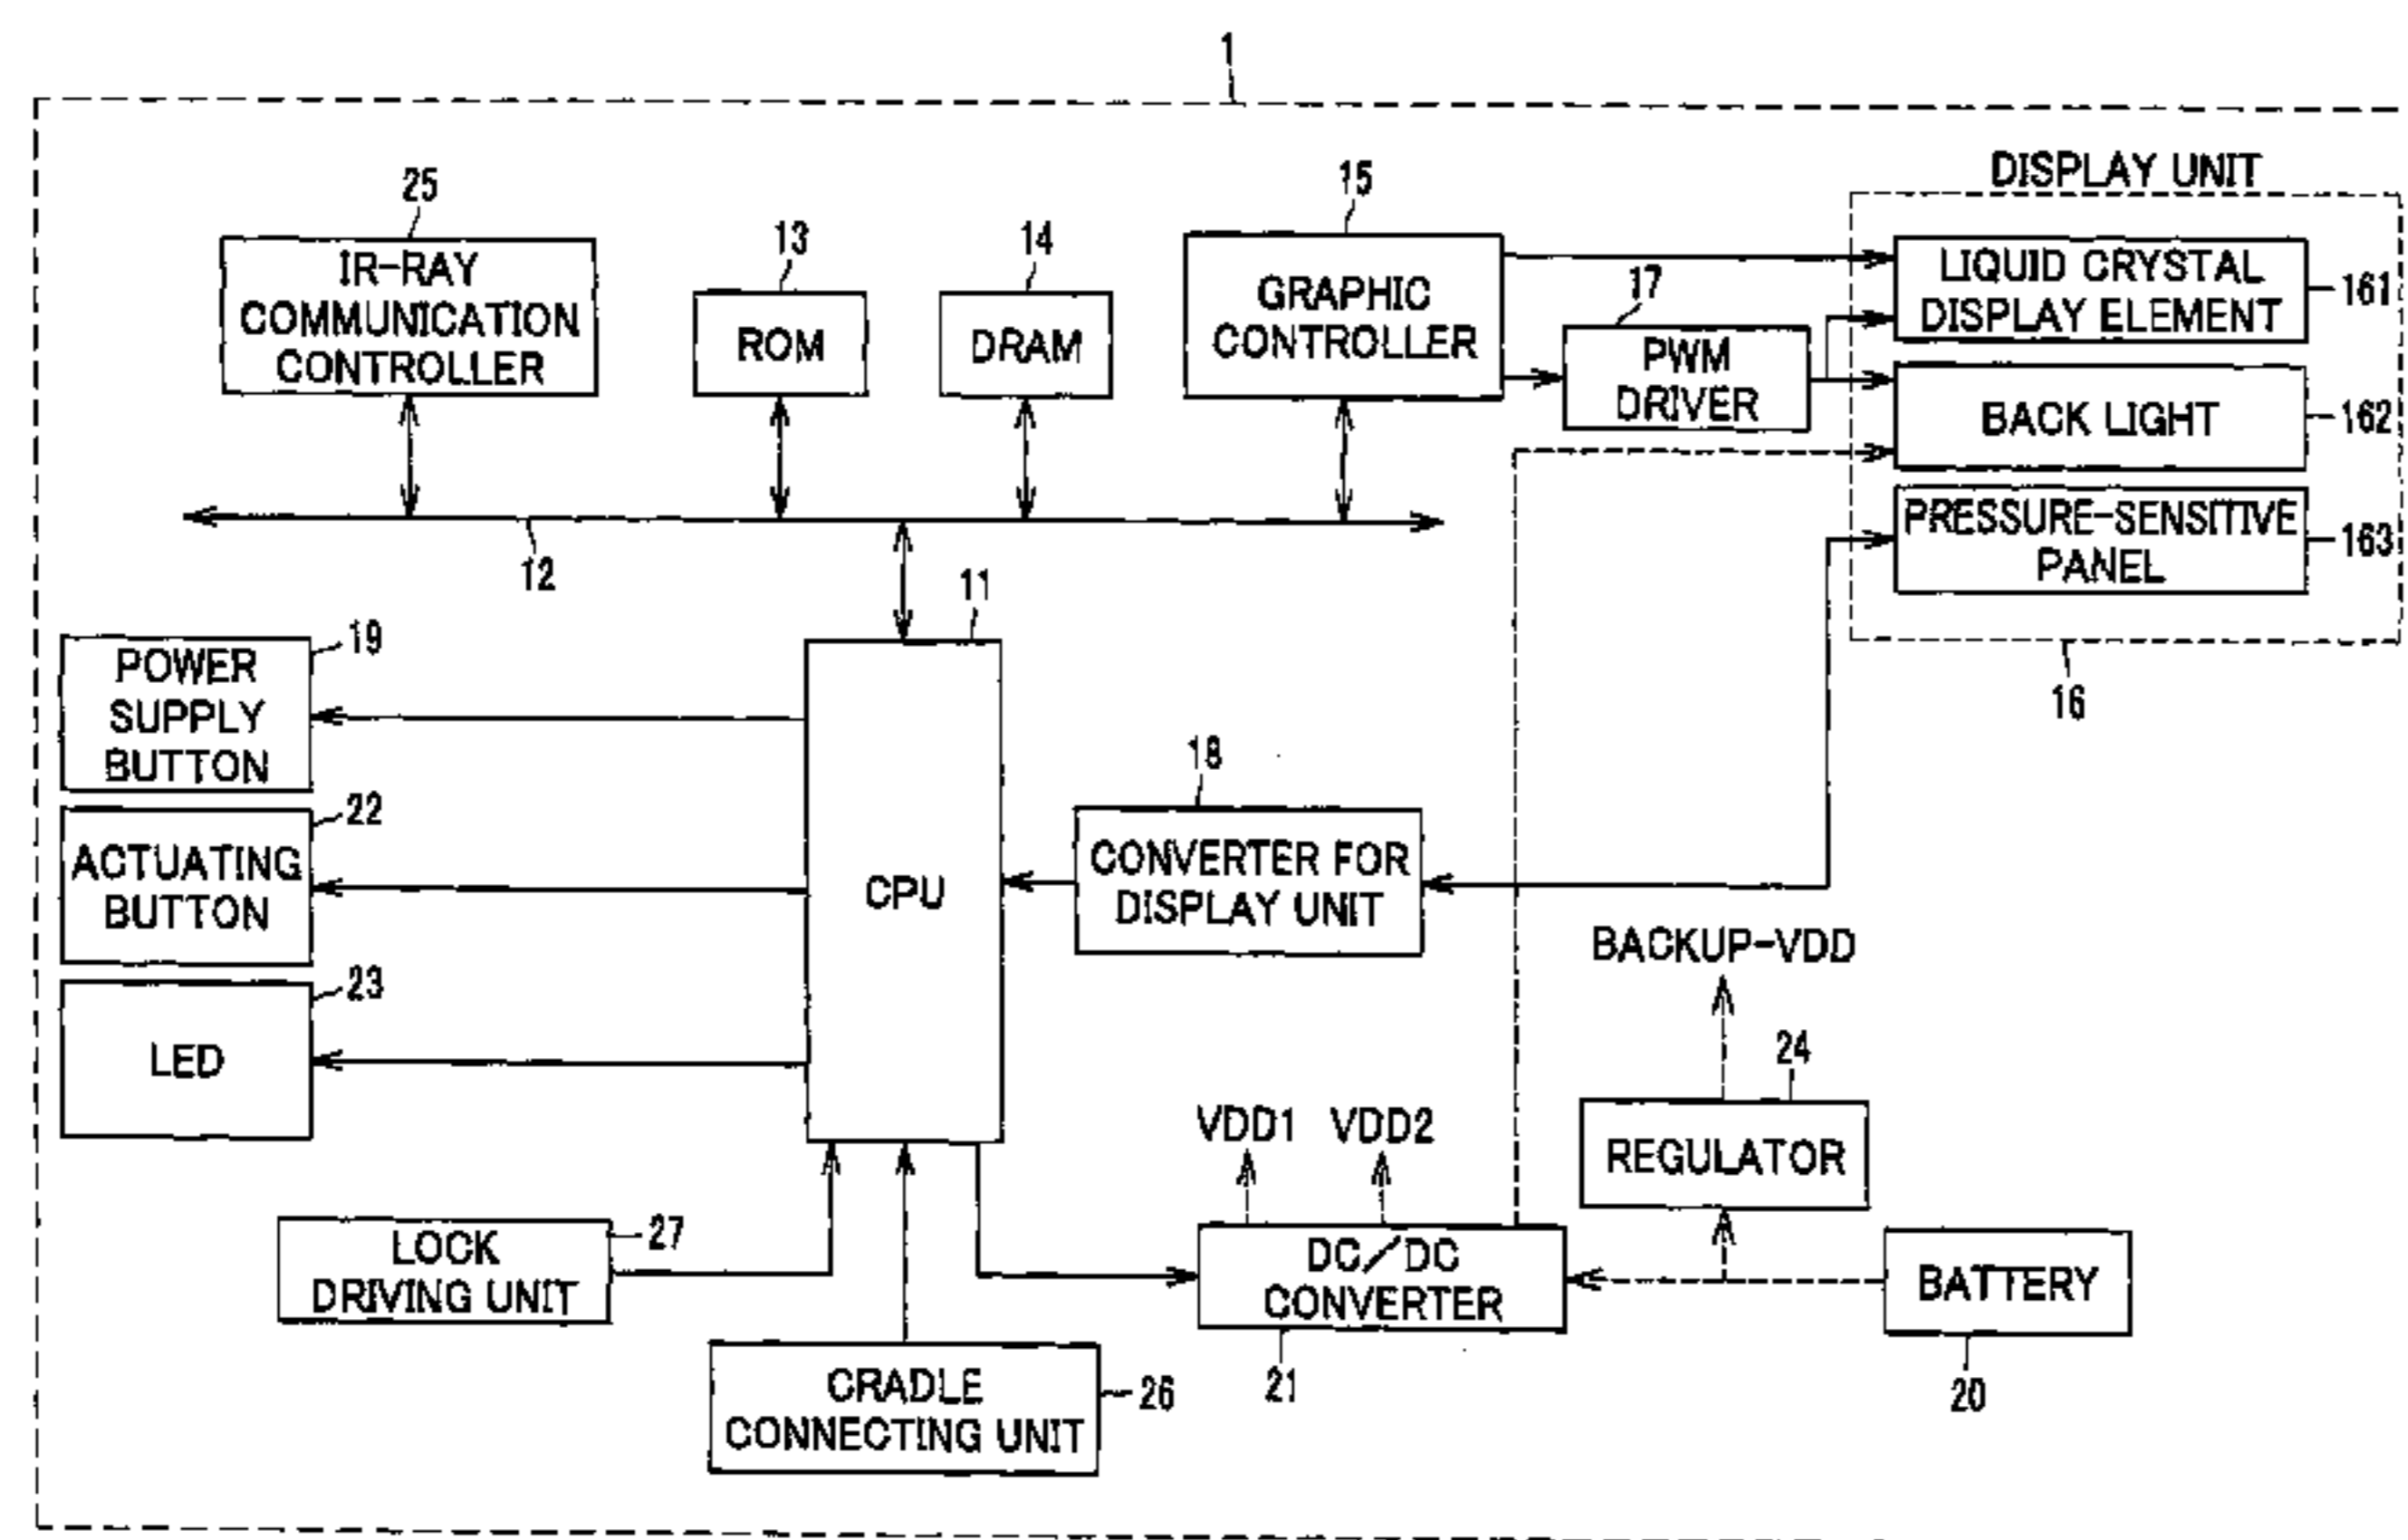 1
DISPLAY UNIT
25
IR-RAY
COMMUNICATION
CONTROLLER
13
ROM
14
DRAM
15
GRAPHIC
CONTROLLER
17
PWM
DRIVER
LIQUID CRYSTAL
DISPLAY ELEMENT
161
BACK LIGHT
162
PRESSURE-SENSITIVE
PANEL
163
16
12
11
CPU
19
POWER
SUPPLY
BUTTON
22
ACTUATING
BUTTON
23
LED
18
CONVERTER FOR
DISPLAY UNIT
BACKUP-VDD
24
REGULATOR
VDD1 VDD2
DC/DC
CONVERTER
21
BATTERY
20
LOCK
DRIVING UNIT
27
CRADLE
CONNECTING UNIT
26